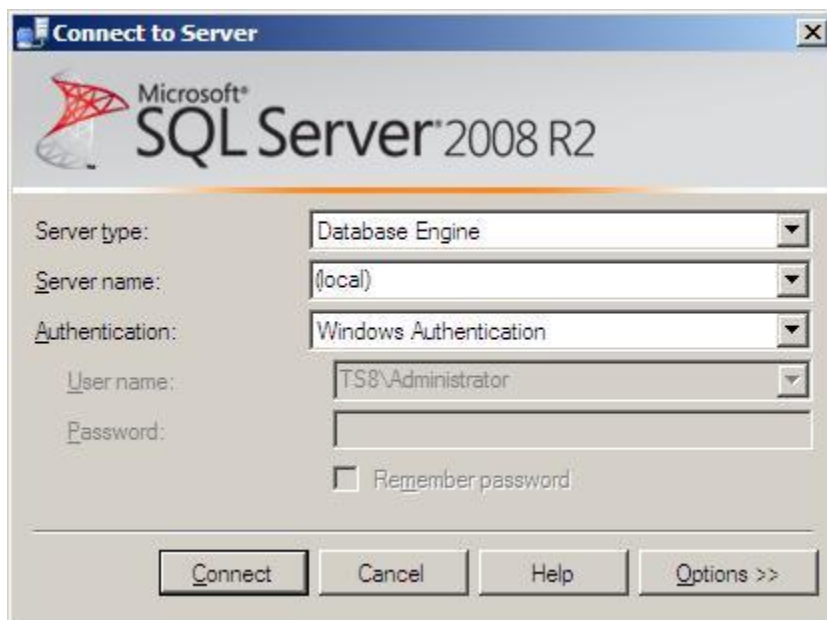 Connect to Server
Microsoft®
SQL Server® 2008 R2
Server type: Database Engine
Server name: (local)
Authentication: Windows Authentication
User name: TS8\Administrator
Password:
Remember password
Connect Cancel Help Options >>